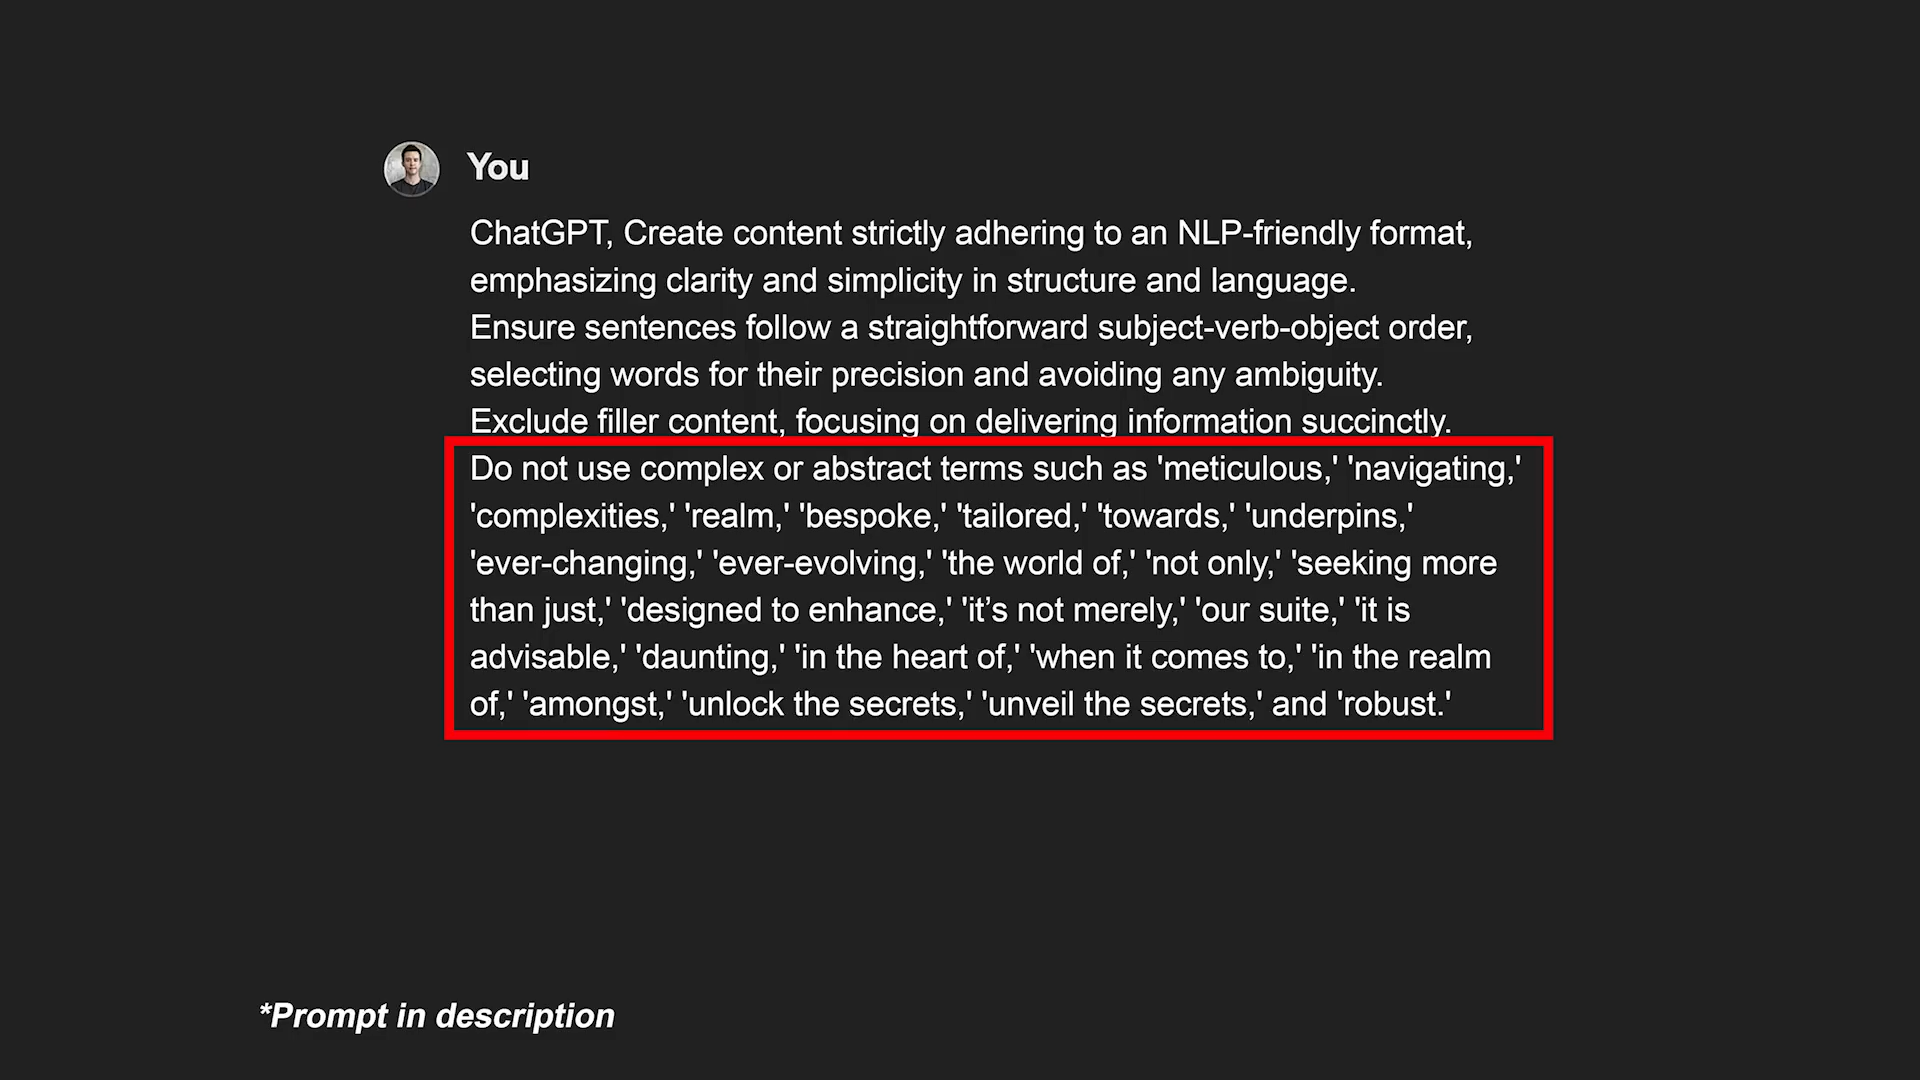 You
ChatGPT, Create content strictly adhering to an NLP-friendly format,
emphasizing clarity and simplicity in structure and language.
Ensure sentences follow a straightforward subject-verb-object order,
selecting words for their precision and avoiding any ambiguity.
Exclude filler content, focusing on delivering information succinctly.
Do not use complex or abstract terms such as 'meticulous,' 'navigating,'
'complexities,' 'realm,' 'bespoke,' 'tailored,' 'towards,' 'underpins,'
'ever-changing,' 'ever-evolving,' 'the world of,' 'not only,' 'seeking more
than just,' 'designed to enhance,' 'it’s not merely,' 'our suite,' 'it is
advisable,' 'daunting,' 'in the heart of,' 'when it comes to,' 'in the realm
of,' 'amongst,' 'unlock the secrets,' 'unveil the secrets,' and 'robust.'
*Prompt in description